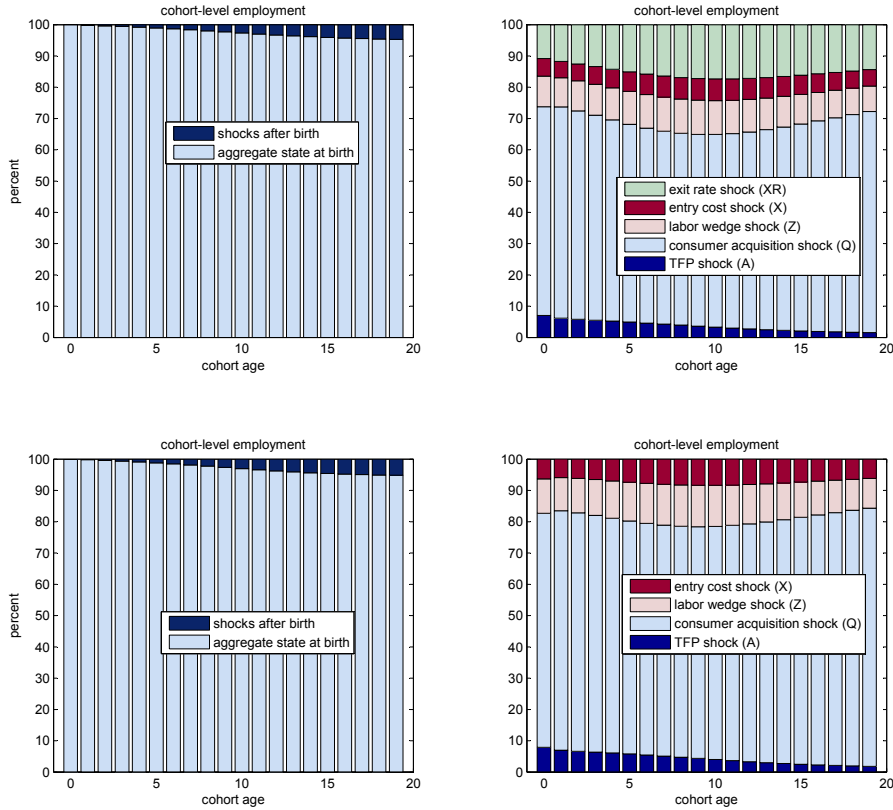 cohort-level employment
100
90
80
70
60
50
40
30
20
10
0
percent
shocks after birth
aggregate state at birth
0
5
10
15
20
cohort age
cohort-level employment
100
90
80
70
60
50
40
30
20
10
0
exit rate shock (XR)
entry cost shock (X)
labor wedge shock (Z)
consumer acquisition shock (Q)
TFP shock (A)
0
5
10
15
20
cohort age
cohort-level employment
100
90
80
70
60
50
40
30
20
10
0
percent
shocks after birth
aggregate state at birth
0
5
10
15
20
cohort age
cohort-level employment
100
90
80
70
60
50
40
30
20
10
0
entry cost shock (X)
labor wedge shock (Z)
consumer acquisition shock (Q)
TFP shock (A)
0
5
10
15
20
cohort age